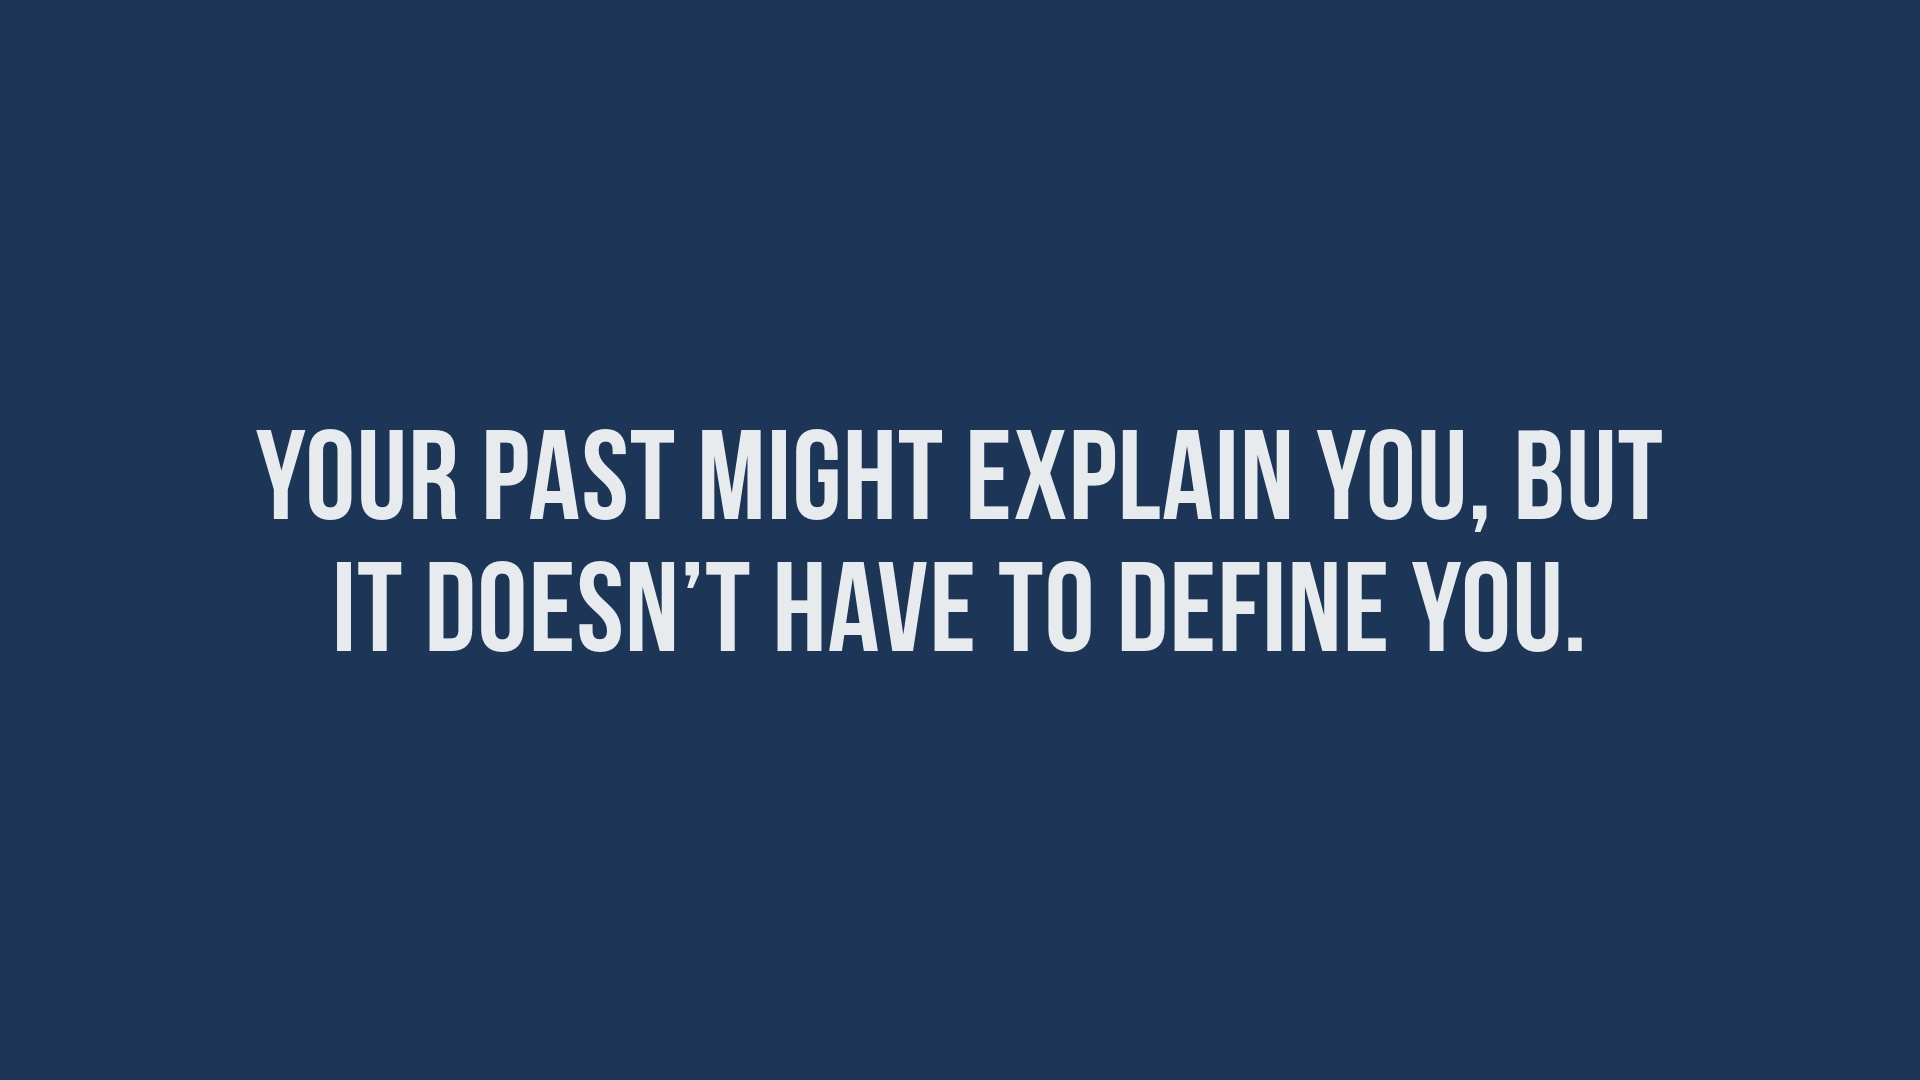 YOUR PAST MIGHT EXPLAIN YOU, BUT
IT DOESN’T HAVE TO DEFINE YOU.